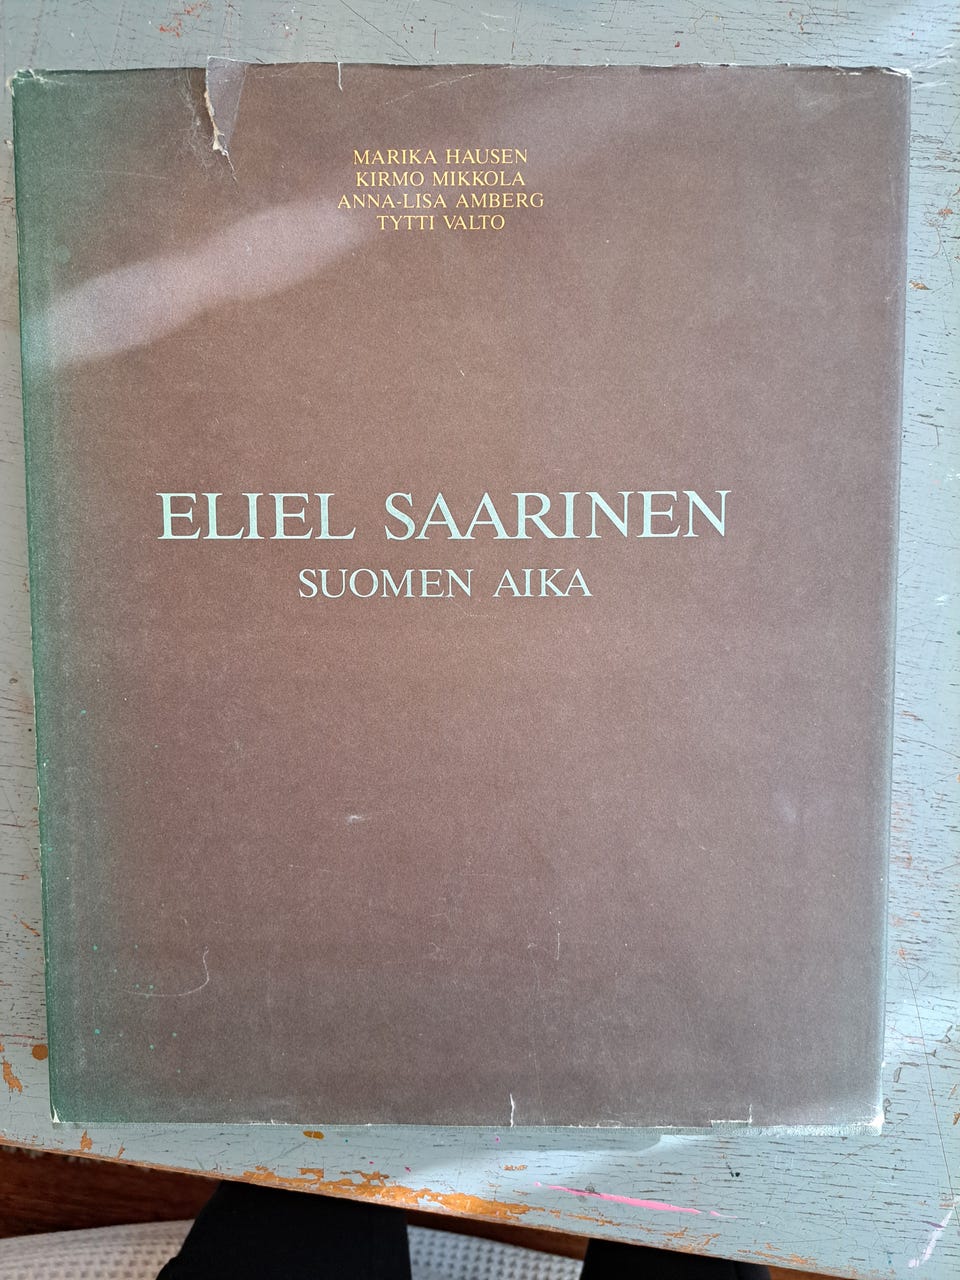 MARIKA HAUSEN
KIRMO MIKKOLA
ANNA-LISA AMBERG
TYTTI VALTO
ELIEL SAARINEN
SUOMEN AIKA